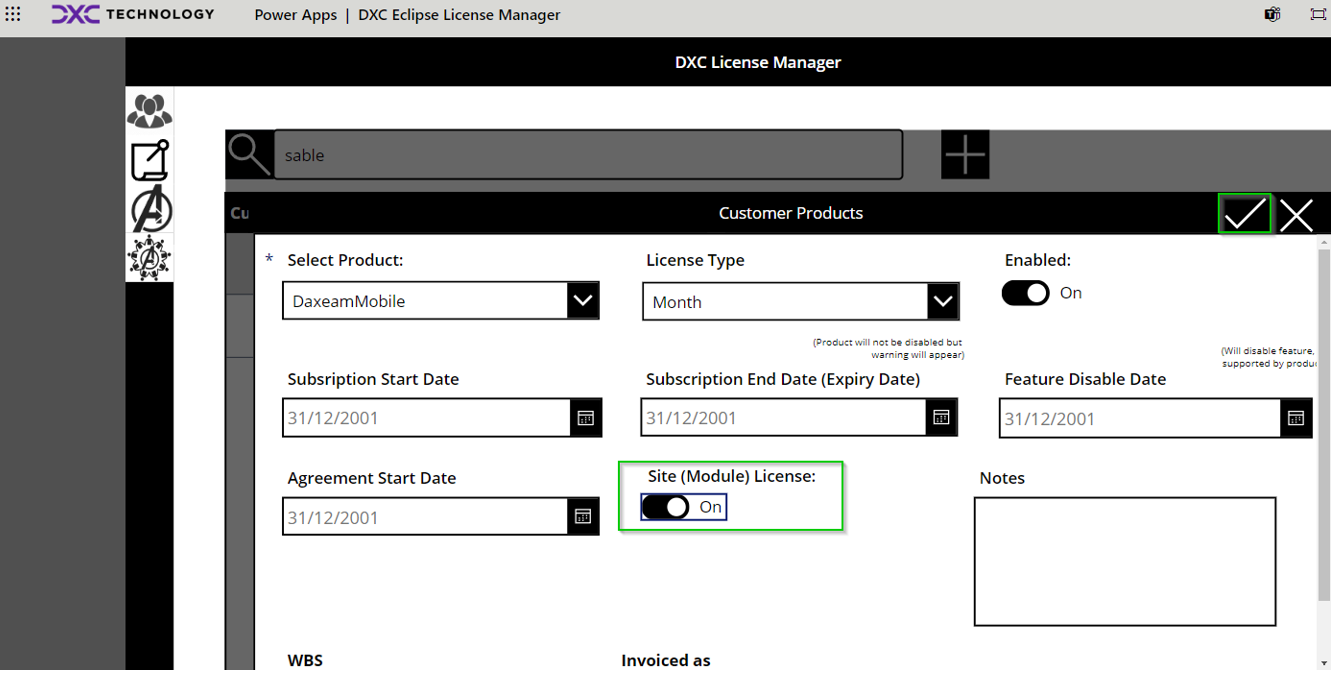 DXC TECHNOLOGY
Power Apps | DXC Eclipse License Manager
DXC License Manager
sable
Cu
Customer Products
* Select Product:
License Type
Enabled:
DaxeamMobile
Month
On
(Product will not be disabled but
warning will appear)
(Will disable feature,
supported by produ
Subsription Start Date
Subscription End Date (Expiry Date)
Feature Disable Date
31/12/2001
31/12/2001
31/12/2001
Agreement Start Date
Site (Module) License:
Notes
31/12/2001
On
WBS
Invoiced as